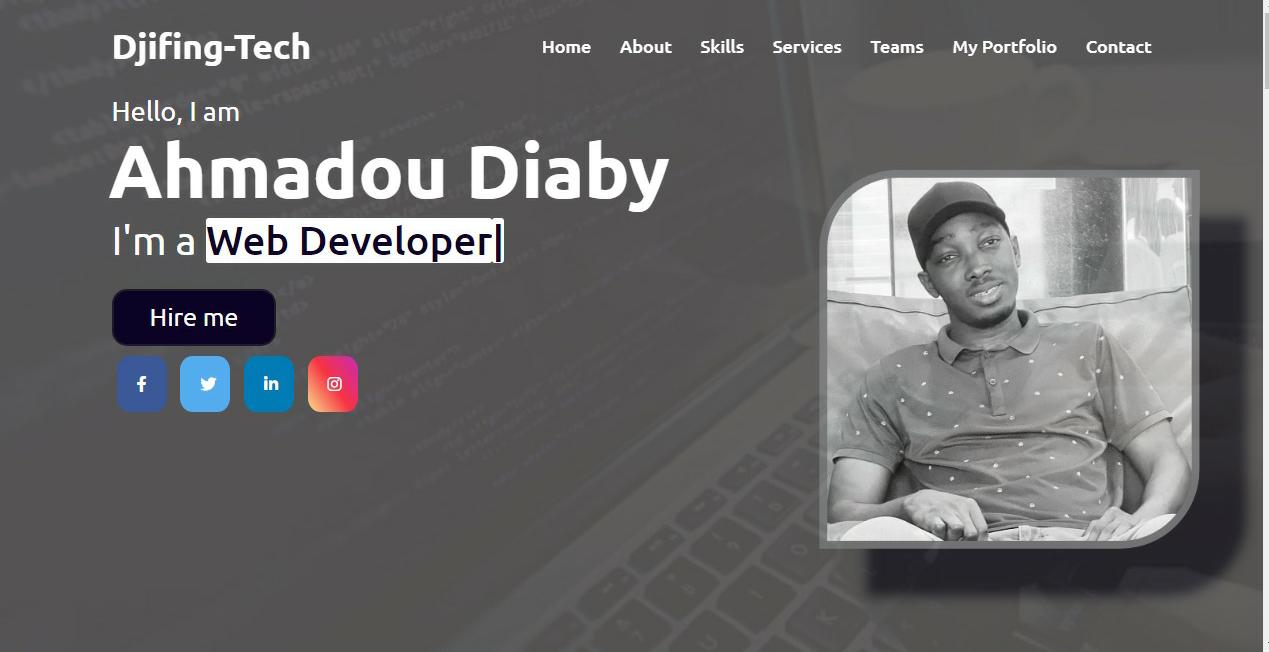 Djifing-Tech
Home About Skills Services Teams My Portfolio Contact
Hello, I am
Ahmadou Diaby
I'm a Web Developer
Hire me